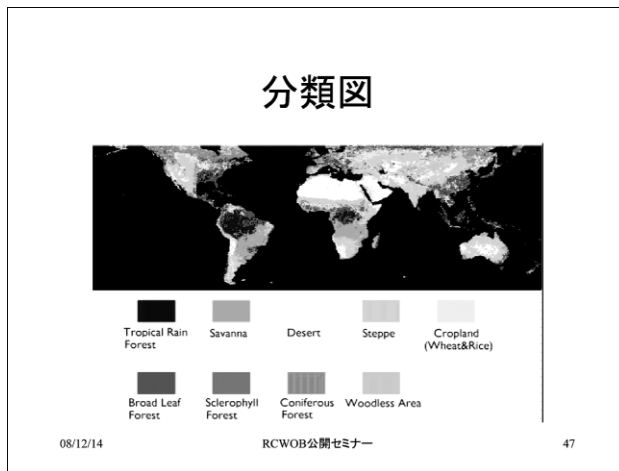 分類図
Tropical Rain Forest
Savanna
Desert
Steppe
Cropland (Wheat&Rice)
Broad Leaf Forest
Sclerophyll Forest
Coniferous Forest
Woodless Area
08/12/14
RCWOB公開セミナー
47